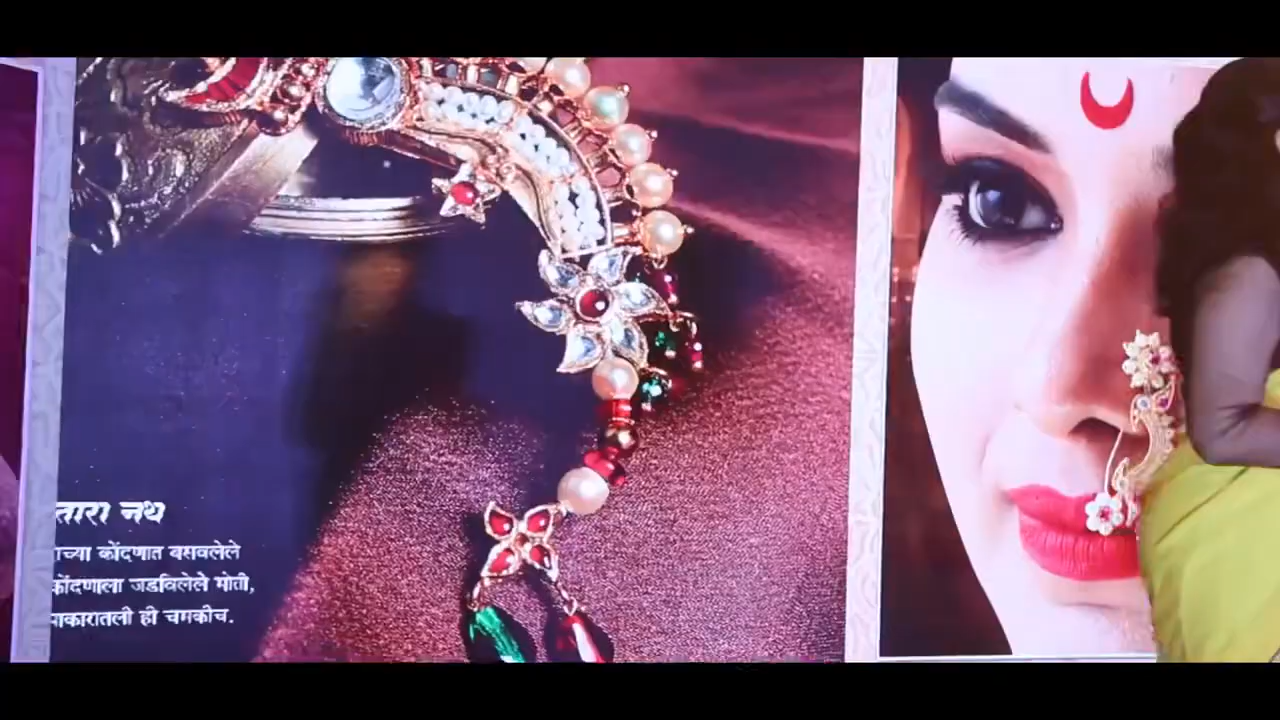 तारा नथ
च्या कोंदणात बसवलेले
कोंदणाला जडविलेले मोती,
कारातली ही चमकीच.